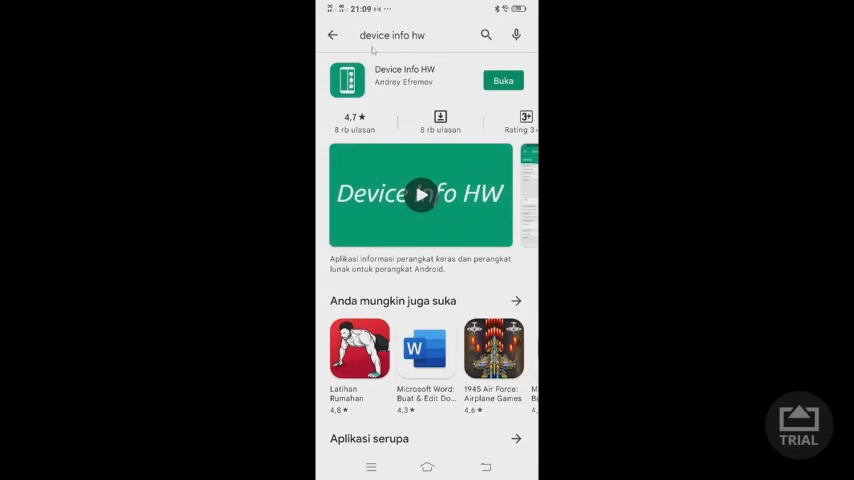 21:09
device info hw
Device Info HW
Andrey Efremov
Buka
4,7 ★
8 rb ulasan
8 rb ulasan
3+
Rating 3+
Device Info HW
Aplikasi informasi perangkat keras dan perangkat
lunak untuk perangkat Android.
Anda mungkin juga suka
W
Latihan
Rumahan
4,8 ★
Microsoft Word:
Buat & Edit Do...
4,3 ★
1945 Air Force:
Airplane Games
4,6 ★
Aplikasi serupa
TRIAL